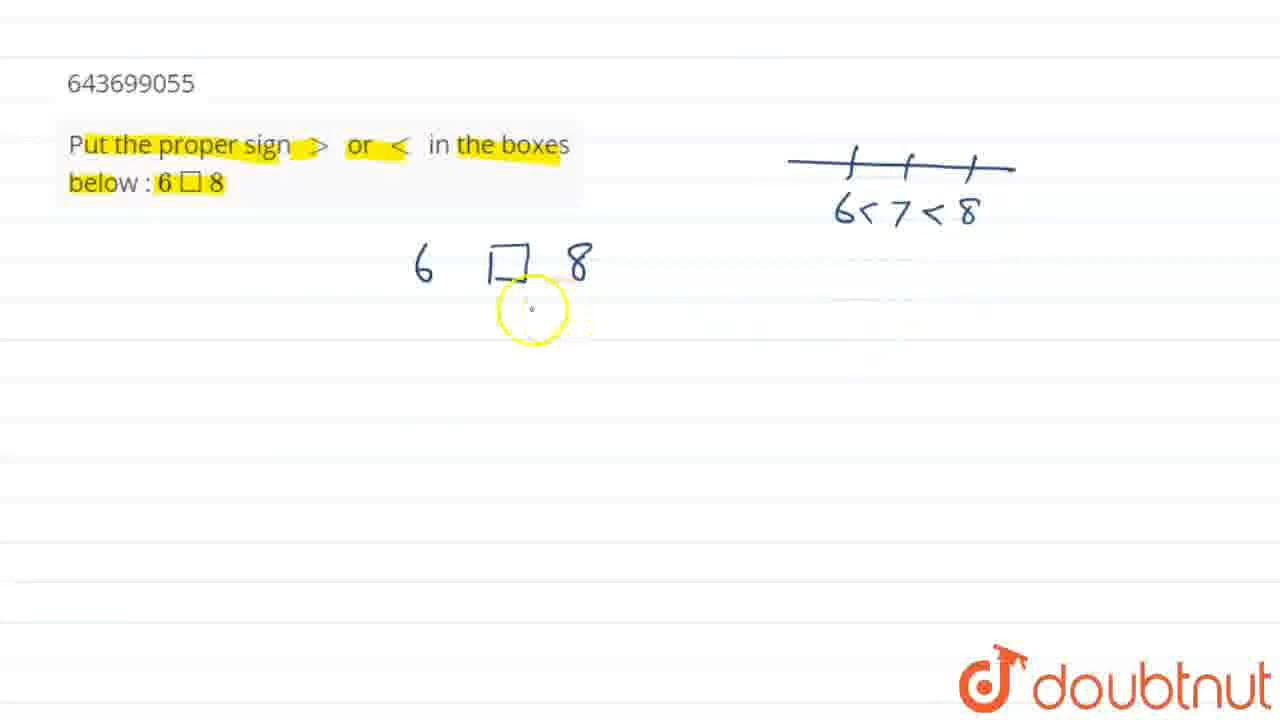 643699055
Put the proper sign > or < in the boxes
below : 6 □ 8
6 < 7 < 8
6 □ 8
doubtnut